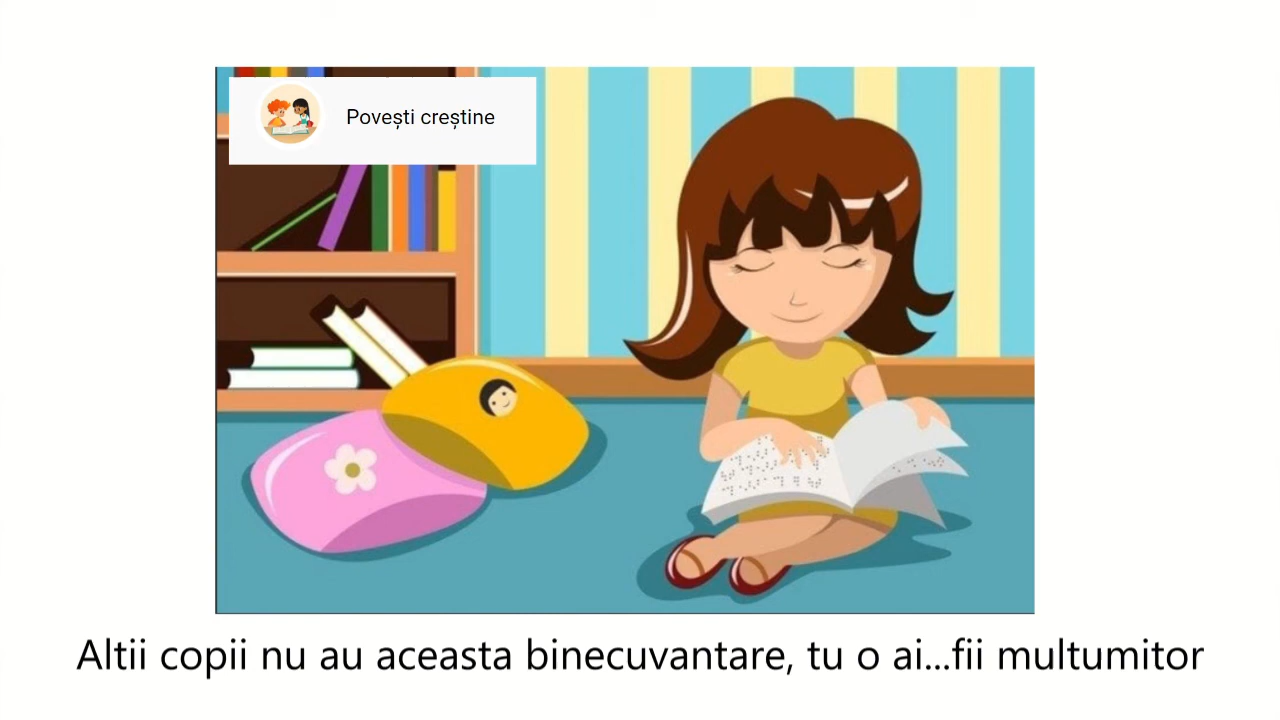 Povești creștine
Altii copii nu au aceasta binecuvantare, tu o ai...fii multumitor